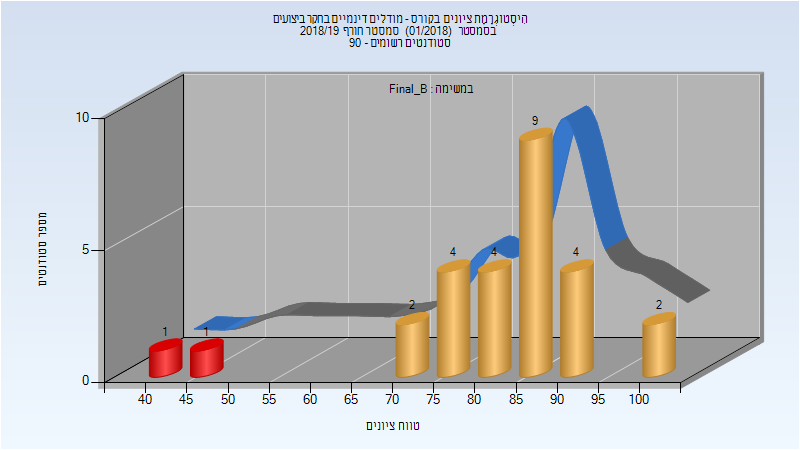 היסטוגרמת ציונים בקורס - מודלים דינמיים בחקר ביצועים
בסמסטר (01/2018) סמסטר חורף 2018/19
סטודנטים רשומים - 90
במשימה : Final_B
10
5
0
מספר סטודנטים
1
1
2
4
4
9
4
2
40 45 50 55 60 65 70 75 80 85 90 95 100
טווח ציונים